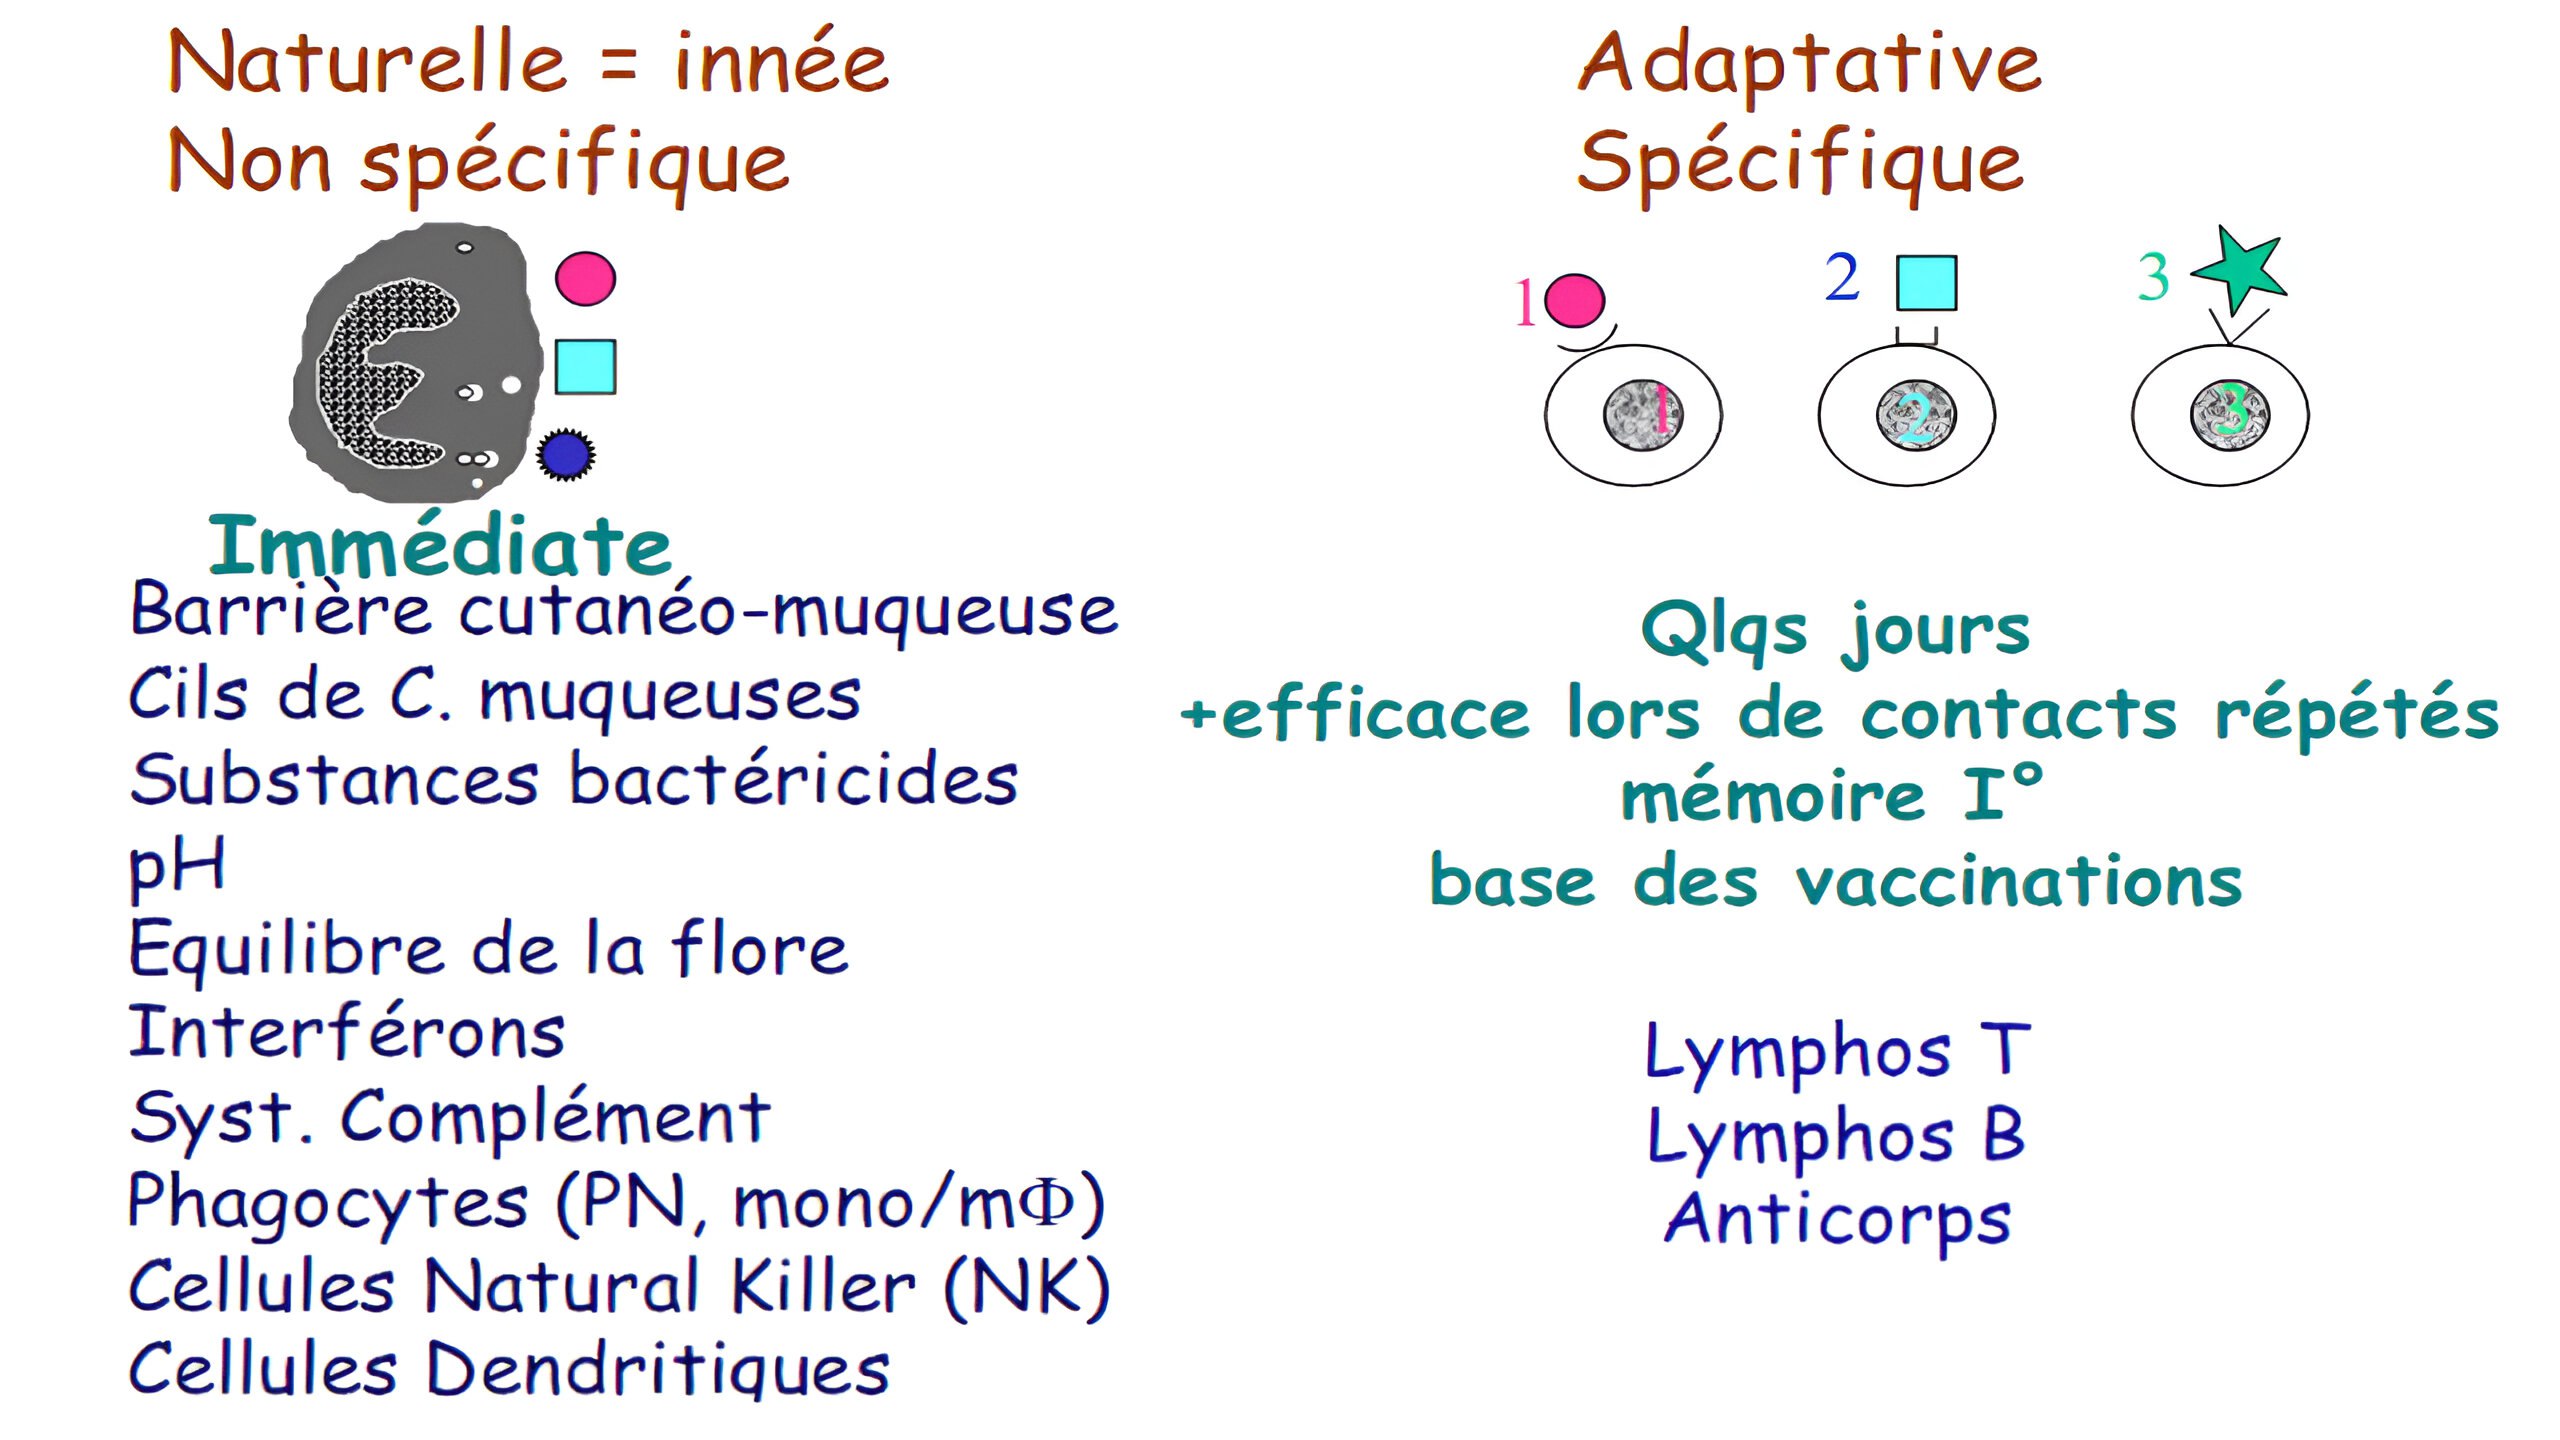 Naturelle = innée
Non spécifique
Immédiate
Barrière cutanéo-muqueuse
Cils de C. muqueuses
Substances bactéricides
pH
Equilibre de la flore
Interférons
Syst. Complément
Phagocytes (PN, mono/mΦ)
Cellules Natural Killer (NK)
Cellules Dendritiques
Adaptative
Spécifique
1 2 3
1 2 3
Qlqs jours
+efficace lors de contacts répétés
mémoire I°
base des vaccinations
Lymphos T
Lymphos B
Anticorps